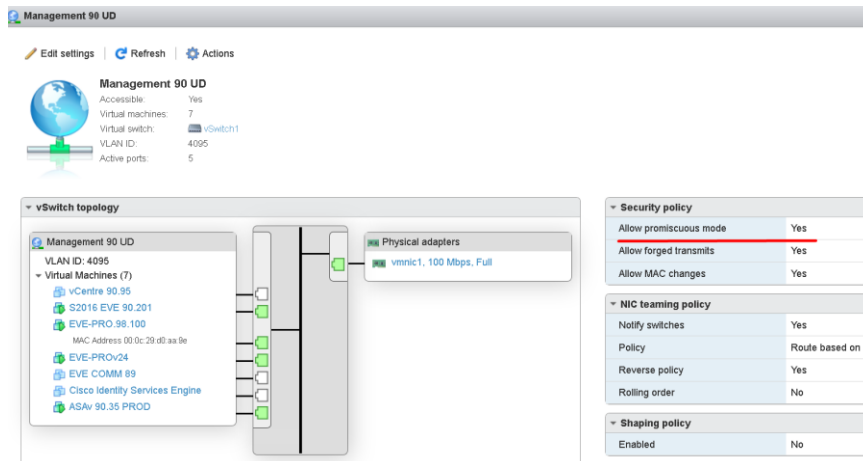 Management 90 UD
Edit settings
Refresh
Actions
Management 90 UD
Accessible: Yes
Virtual machines: 7
Virtual switch: vSwitch1
VLAN ID: 4095
Active ports: 5
vSwitch topology
Management 90 UD
VLAN ID: 4095
Virtual Machines (7)
vCentre 90.95
S2016 EVE 90.201
EVE-PRO.98.100
MAC Address 00:0c:29:d0:aa:9e
EVE-PROv24
EVE COMM 89
Cisco Identity Services Engine
ASAv 90.35 PROD
Physical adapters
vmnic1, 100 Mbps, Full
Security policy
Allow promiscuous mode Yes
Allow forged transmits Yes
Allow MAC changes Yes
NIC teaming policy
Notify switches Yes
Policy Route based on
Reverse policy Yes
Rolling order No
Shaping policy
Enabled No